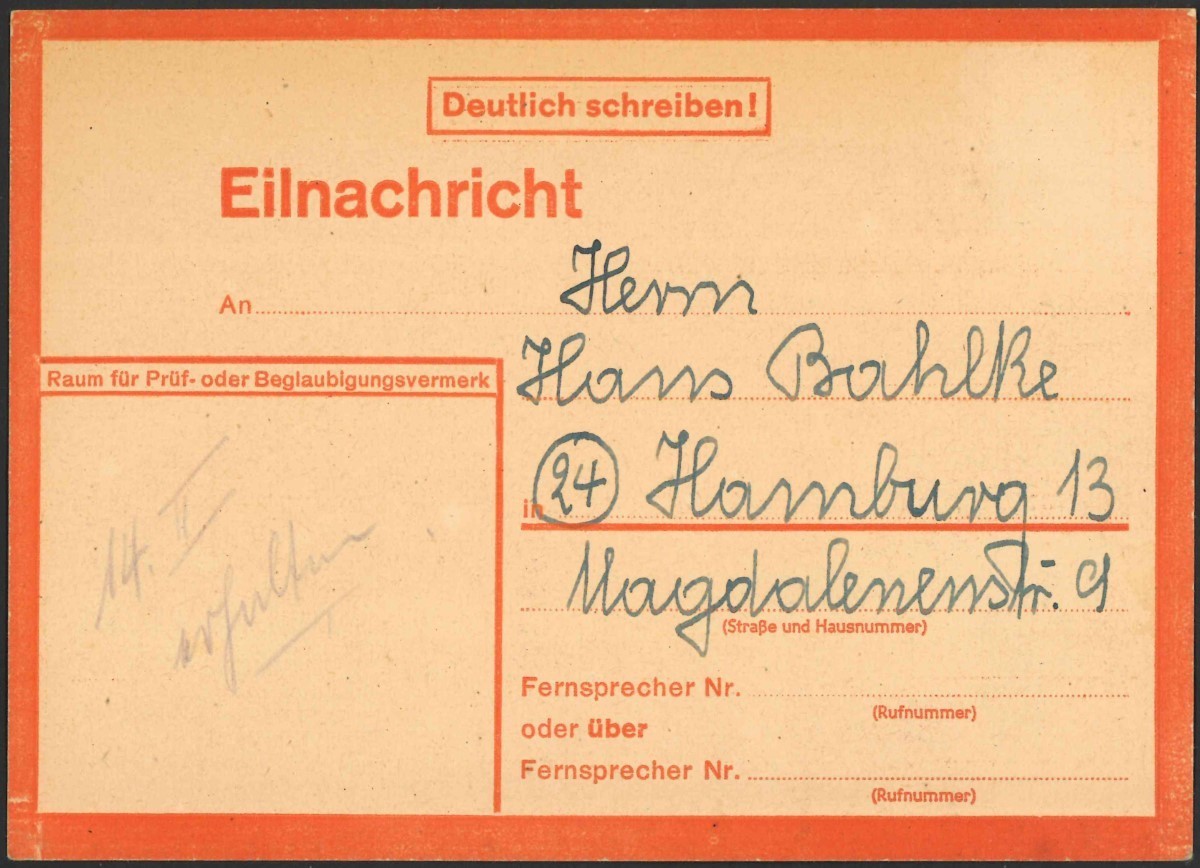 Deutlich schreiben!
Eilnachricht
An Herrn
Hans Bahlke
in (24) Hamburg 13
Magdalenenstr. 9
(Straße und Hausnummer)
Fernsprecher Nr.
(Rufnummer)
oder über
Fernsprecher Nr.
(Rufnummer)
Raum für Prüf- oder Beglaubigungsvermerk
14. II
erhalten